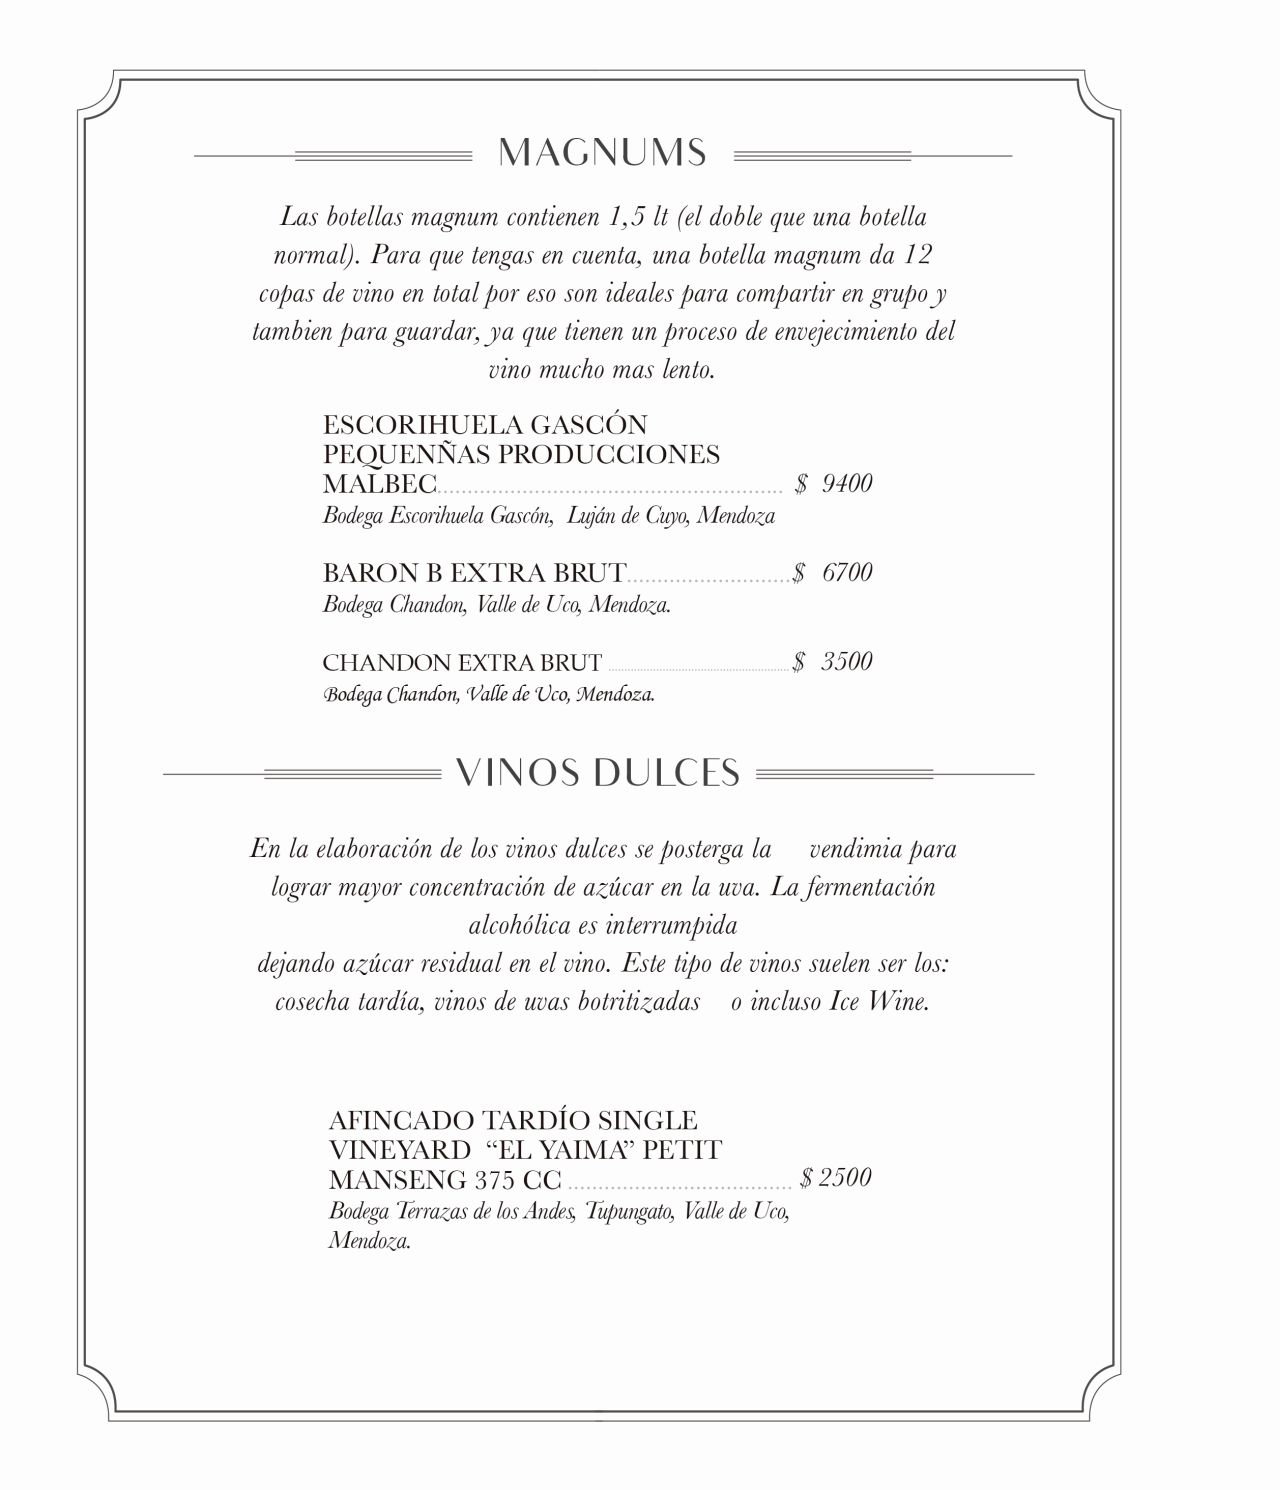 MAGNUMS
Las botellas magnum contienen 1,5 lt (el doble que una botella
normal). Para que tengas en cuenta, una botella magnum da 12
copas de vino en total por eso son ideales para compartir en grupo y
tambien para guardar, ya que tienen un proceso de envejecimiento del
vino mucho mas lento.
ESCORIHUELA GASCÓN
PEQUENÑAS PRODUCCIONES
MALBEC.......................................................... $ 9400
Bodega Escorihuela Gascón, Luján de Cuyo, Mendoza
BARON B EXTRA BRUT...........................$ 6700
Bodega Chandon, Valle de Uco, Mendoza.
CHANDON EXTRA BRUT ............................................................$ 3500
Bodega Chandon, Valle de Uco, Mendoza.
VINOS DULCES
En la elaboración de los vinos dulces se posterga la vendimia para
lograr mayor concentración de azúcar en la uva. La fermentación
alcohólica es interrumpida
dejando azúcar residual en el vino. Este tipo de vinos suelen ser los:
cosecha tardía, vinos de uvas botritizadas o incluso Ice Wine.
AFINCADO TARDÍO SINGLE
VINEYARD “EL YAIMA” PETIT
MANSENG 375 CC ...................................... $ 2500
Bodega Terrazas de los Andes, Tupungato, Valle de Uco,
Mendoza.